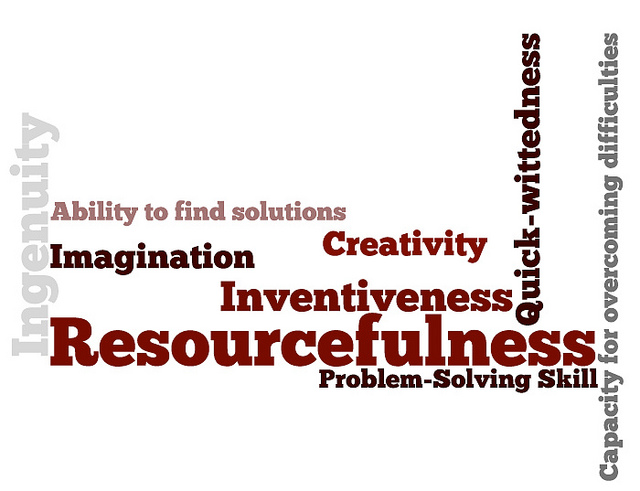 Ingenuity
Ability to find solutions
Imagination
Creativity
Inventiveness
Resourcefulness
Problem-Solving Skill
Quick-wittedness
Capacity for overcoming difficulties